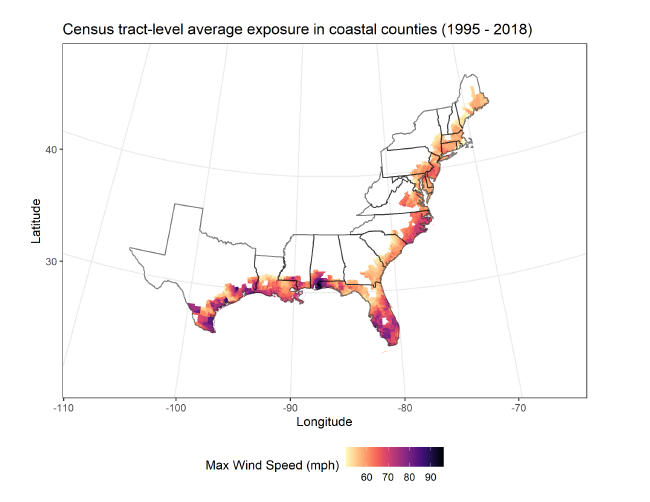 Census tract-level average exposure in coastal counties (1995 - 2018)
40
30
Latitude
-110
-100
-90
-80
-70
Longitude
Max Wind Speed (mph)
60
70
80
90